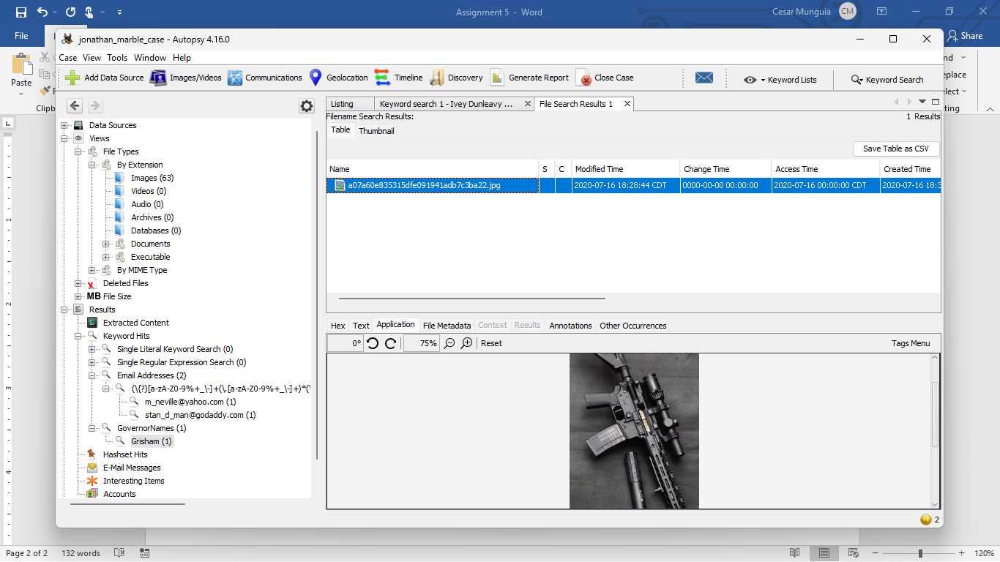 Assignment 5 - Word
Cesar Munguia
CM
File
Share
Paste
Clipb
place
lect
ting
jonathan_marble_case - Autopsy 4.16.0
Case View Tools Window Help
Add Data Source Images/Videos Communications Geolocation Timeline Discovery Generate Report Close Case Keyword Lists Keyword Search
Listing Keyword search 1 - Ivey Dunleavy ... File Search Results 1
Filename Search Results: 1 Results
Table Thumbnail
Save Table as CSV
Name S C Modified Time Change Time Access Time Created Time
a07a60e835315dfe091941adb7c3ba22.jpg 2020-07-16 18:28:44 CDT 0000-00-00 00:00:00 2020-07-16 00:00:00 CDT 2020-07-16 18:3
Data Sources
Views
File Types
By Extension
Images (63)
Videos (0)
Audio (0)
Archives (0)
Databases (0)
Documents
Executable
By MIME Type
Deleted Files
MB File Size
Results
Extracted Content
Keyword Hits
Single Literal Keyword Search (0)
Single Regular Expression Search (0)
Email Addresses (2)
(\{?)[a-zA-Z0-9%+_\-]+(\.[a-zA-Z0-9%+_\-]+)*(\
m_neville@yahoo.com (1)
stan_d_man@godaddy.com (1)
GovernorNames (1)
Grisham (1)
Hashset Hits
E-Mail Messages
Interesting Items
Accounts
Hex Text Application File Metadata Context Results Annotations Other Occurrences
0° 75% Reset Tags Menu
2
Page 2 of 2 132 words 120%